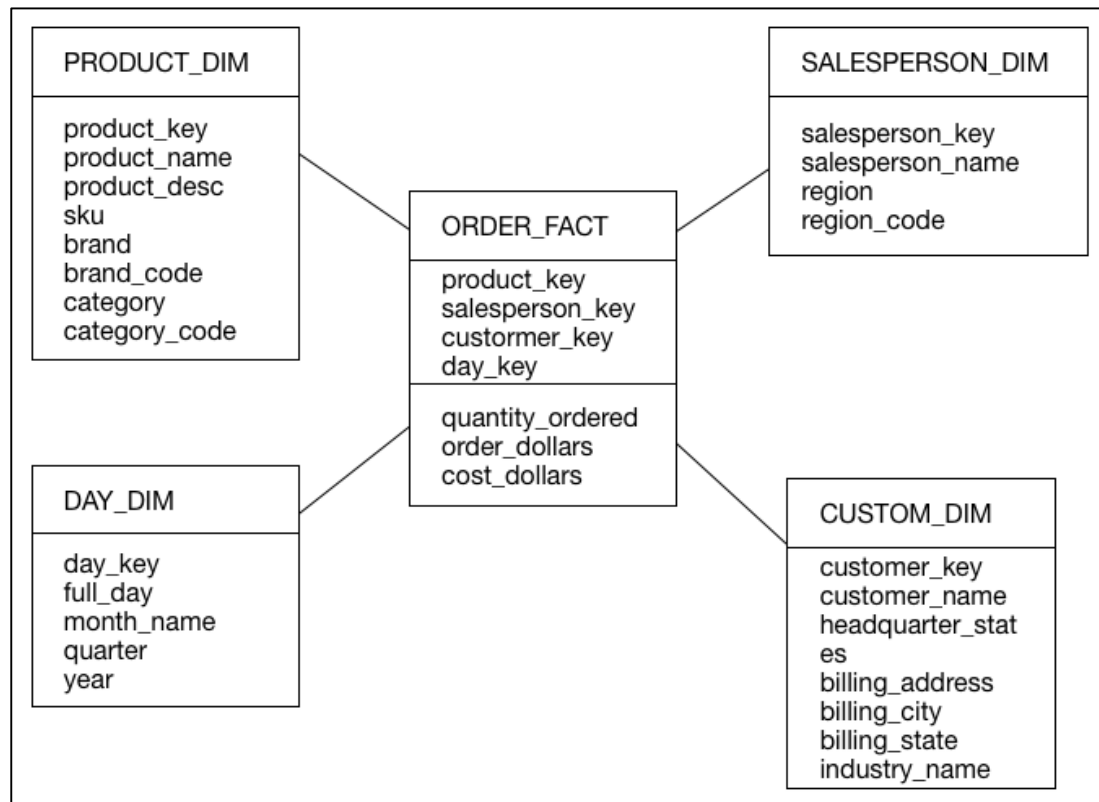 PRODUCT_DIM
product_key
product_name
product_desc
sku
brand
brand_code
category
category_code
SALESPERSON_DIM
salesperson_key
salesperson_name
region
region_code
ORDER_FACT
product_key
salesperson_key
custormer_key
day_key
quantity_ordered
order_dollars
cost_dollars
DAY_DIM
day_key
full_day
month_name
quarter
year
CUSTOM_DIM
customer_key
customer_name
headquarter_stat
es
billing_address
billing_city
billing_state
industry_name